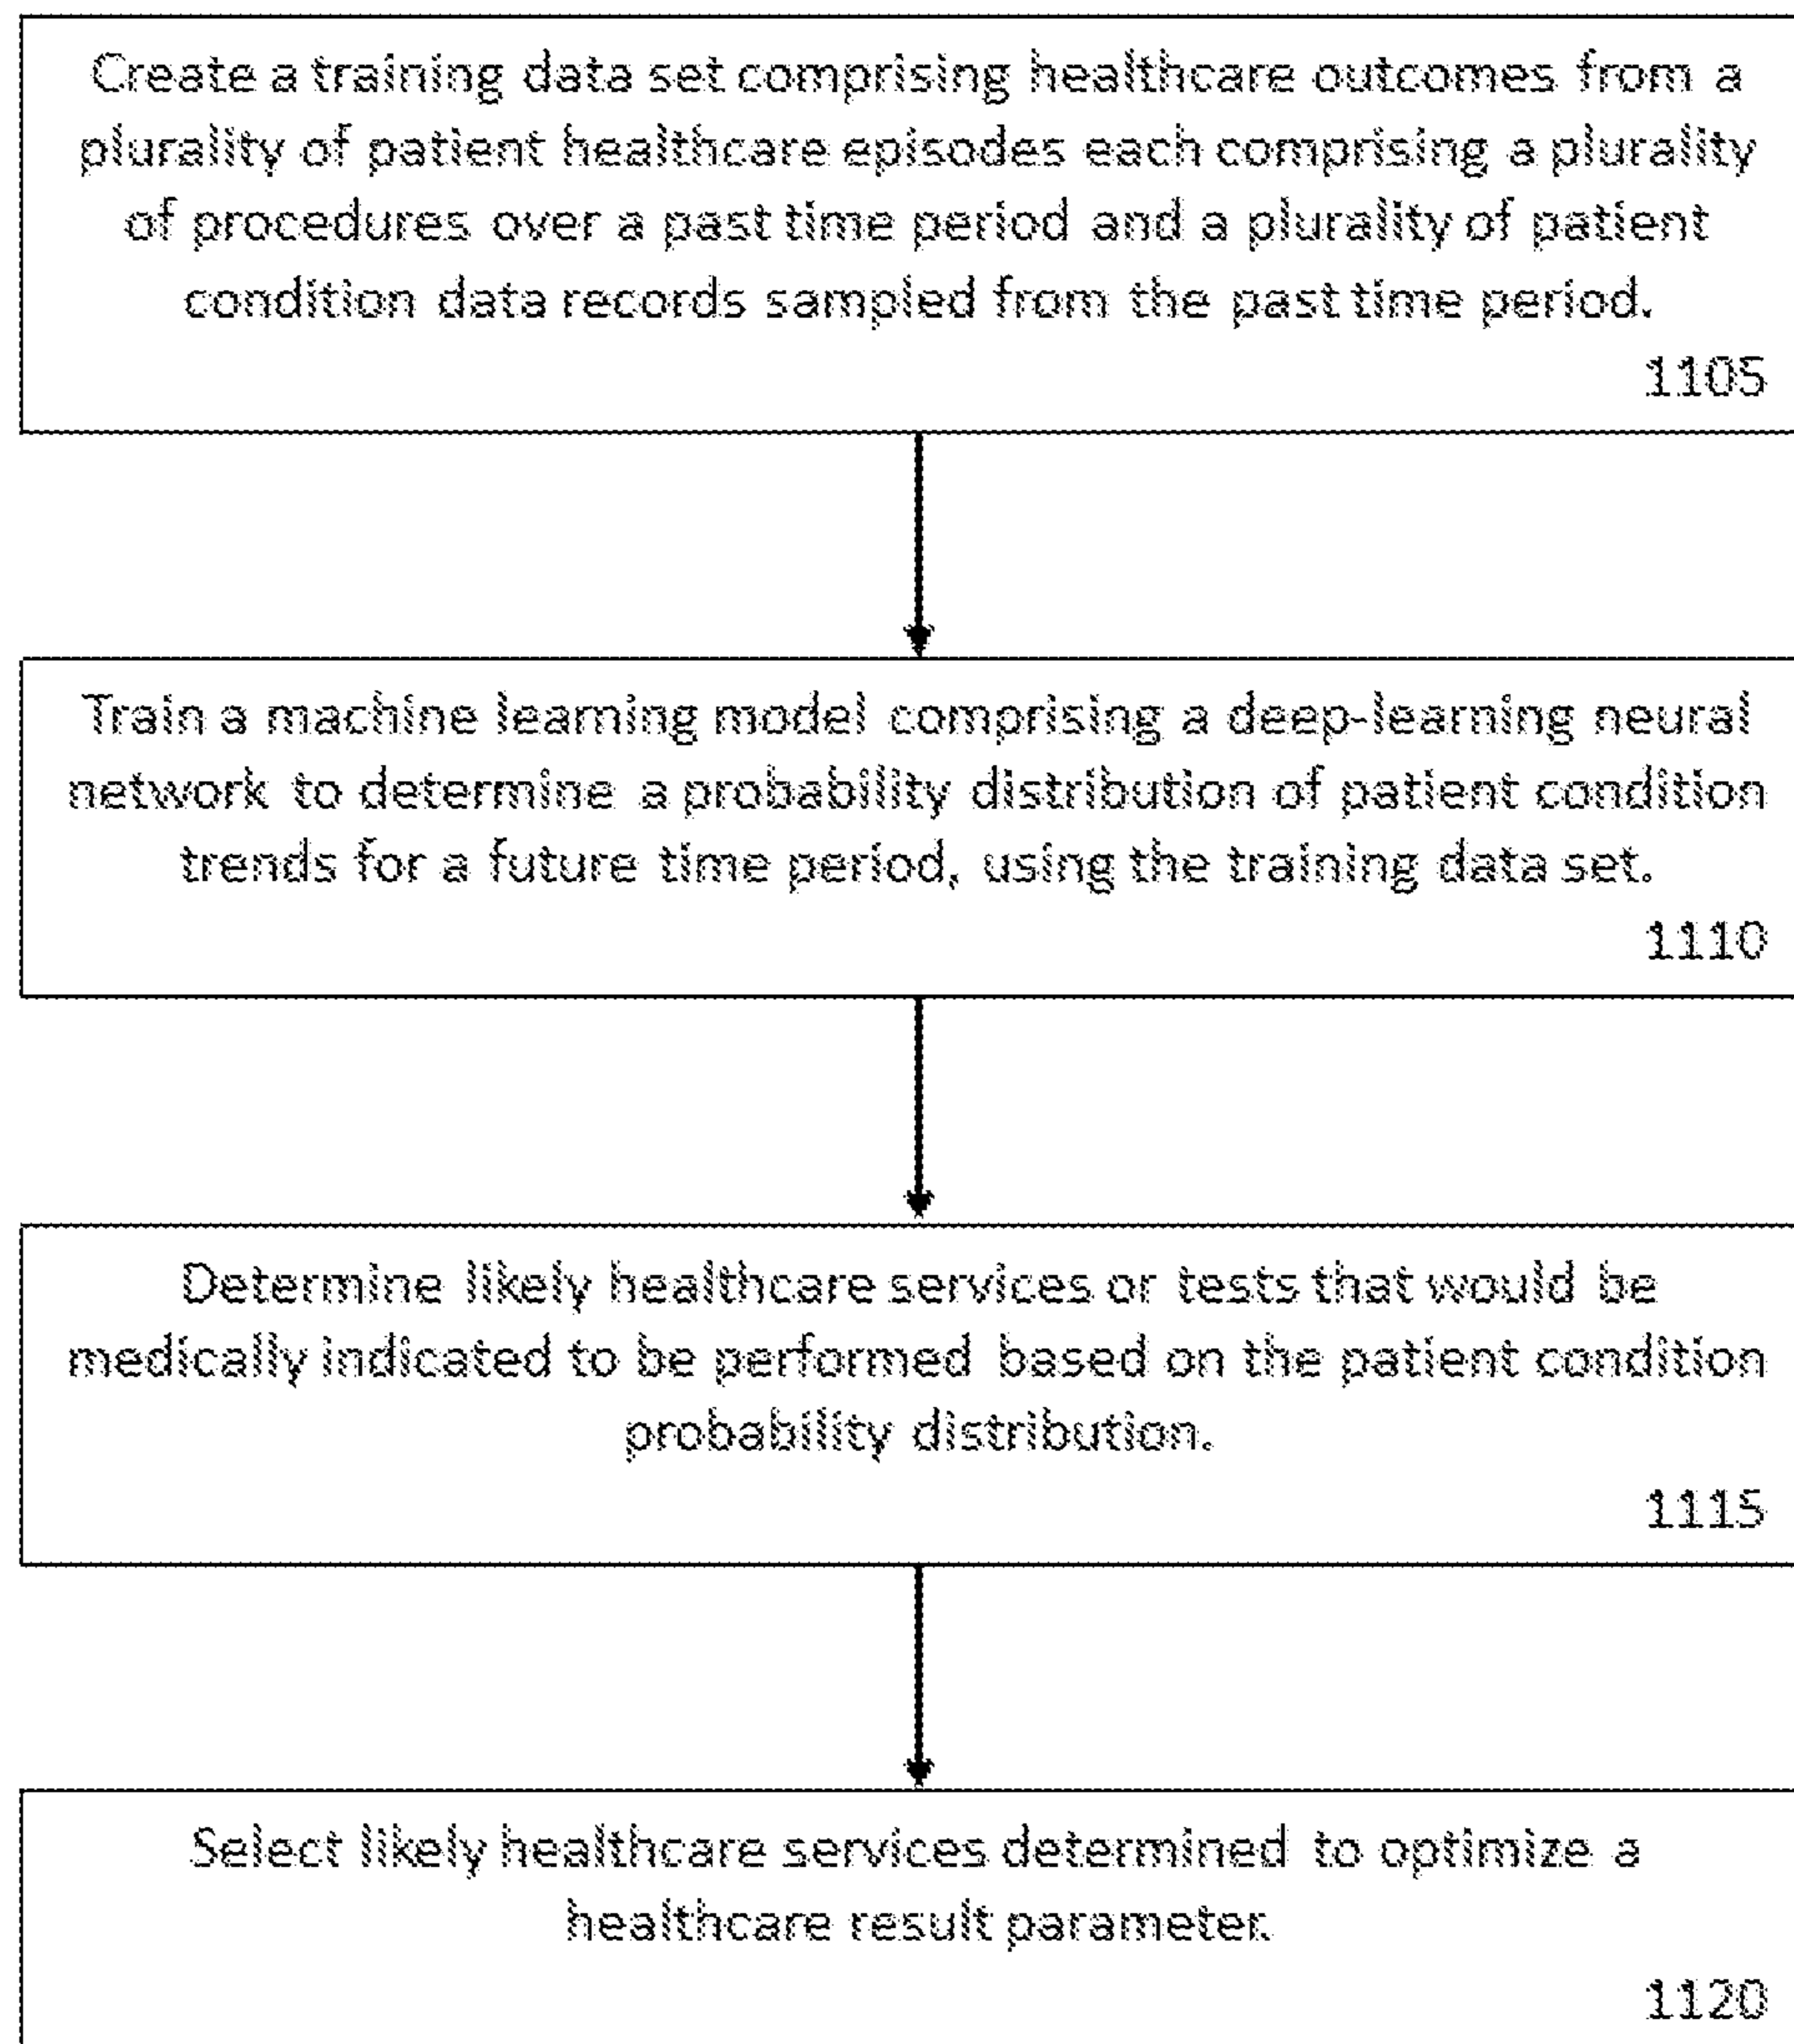 Create a training data set comprising healthcare outcomes from a
plurality of patient healthcare episodes each comprising a plurality
of procedures over a past time period and a plurality of patient
condition data records sampled from the past time period.
1105
Train a machine learning model comprising a deep-learning neural
network to determine a probability distribution of patient condition
trends for a future time period, using the training data set.
1110
Determine likely healthcare services or tests that would be
medically indicated to be performed based on the patient condition
probability distribution.
1115
Select likely healthcare services determined to optimize a
healthcare result parameter.
1120